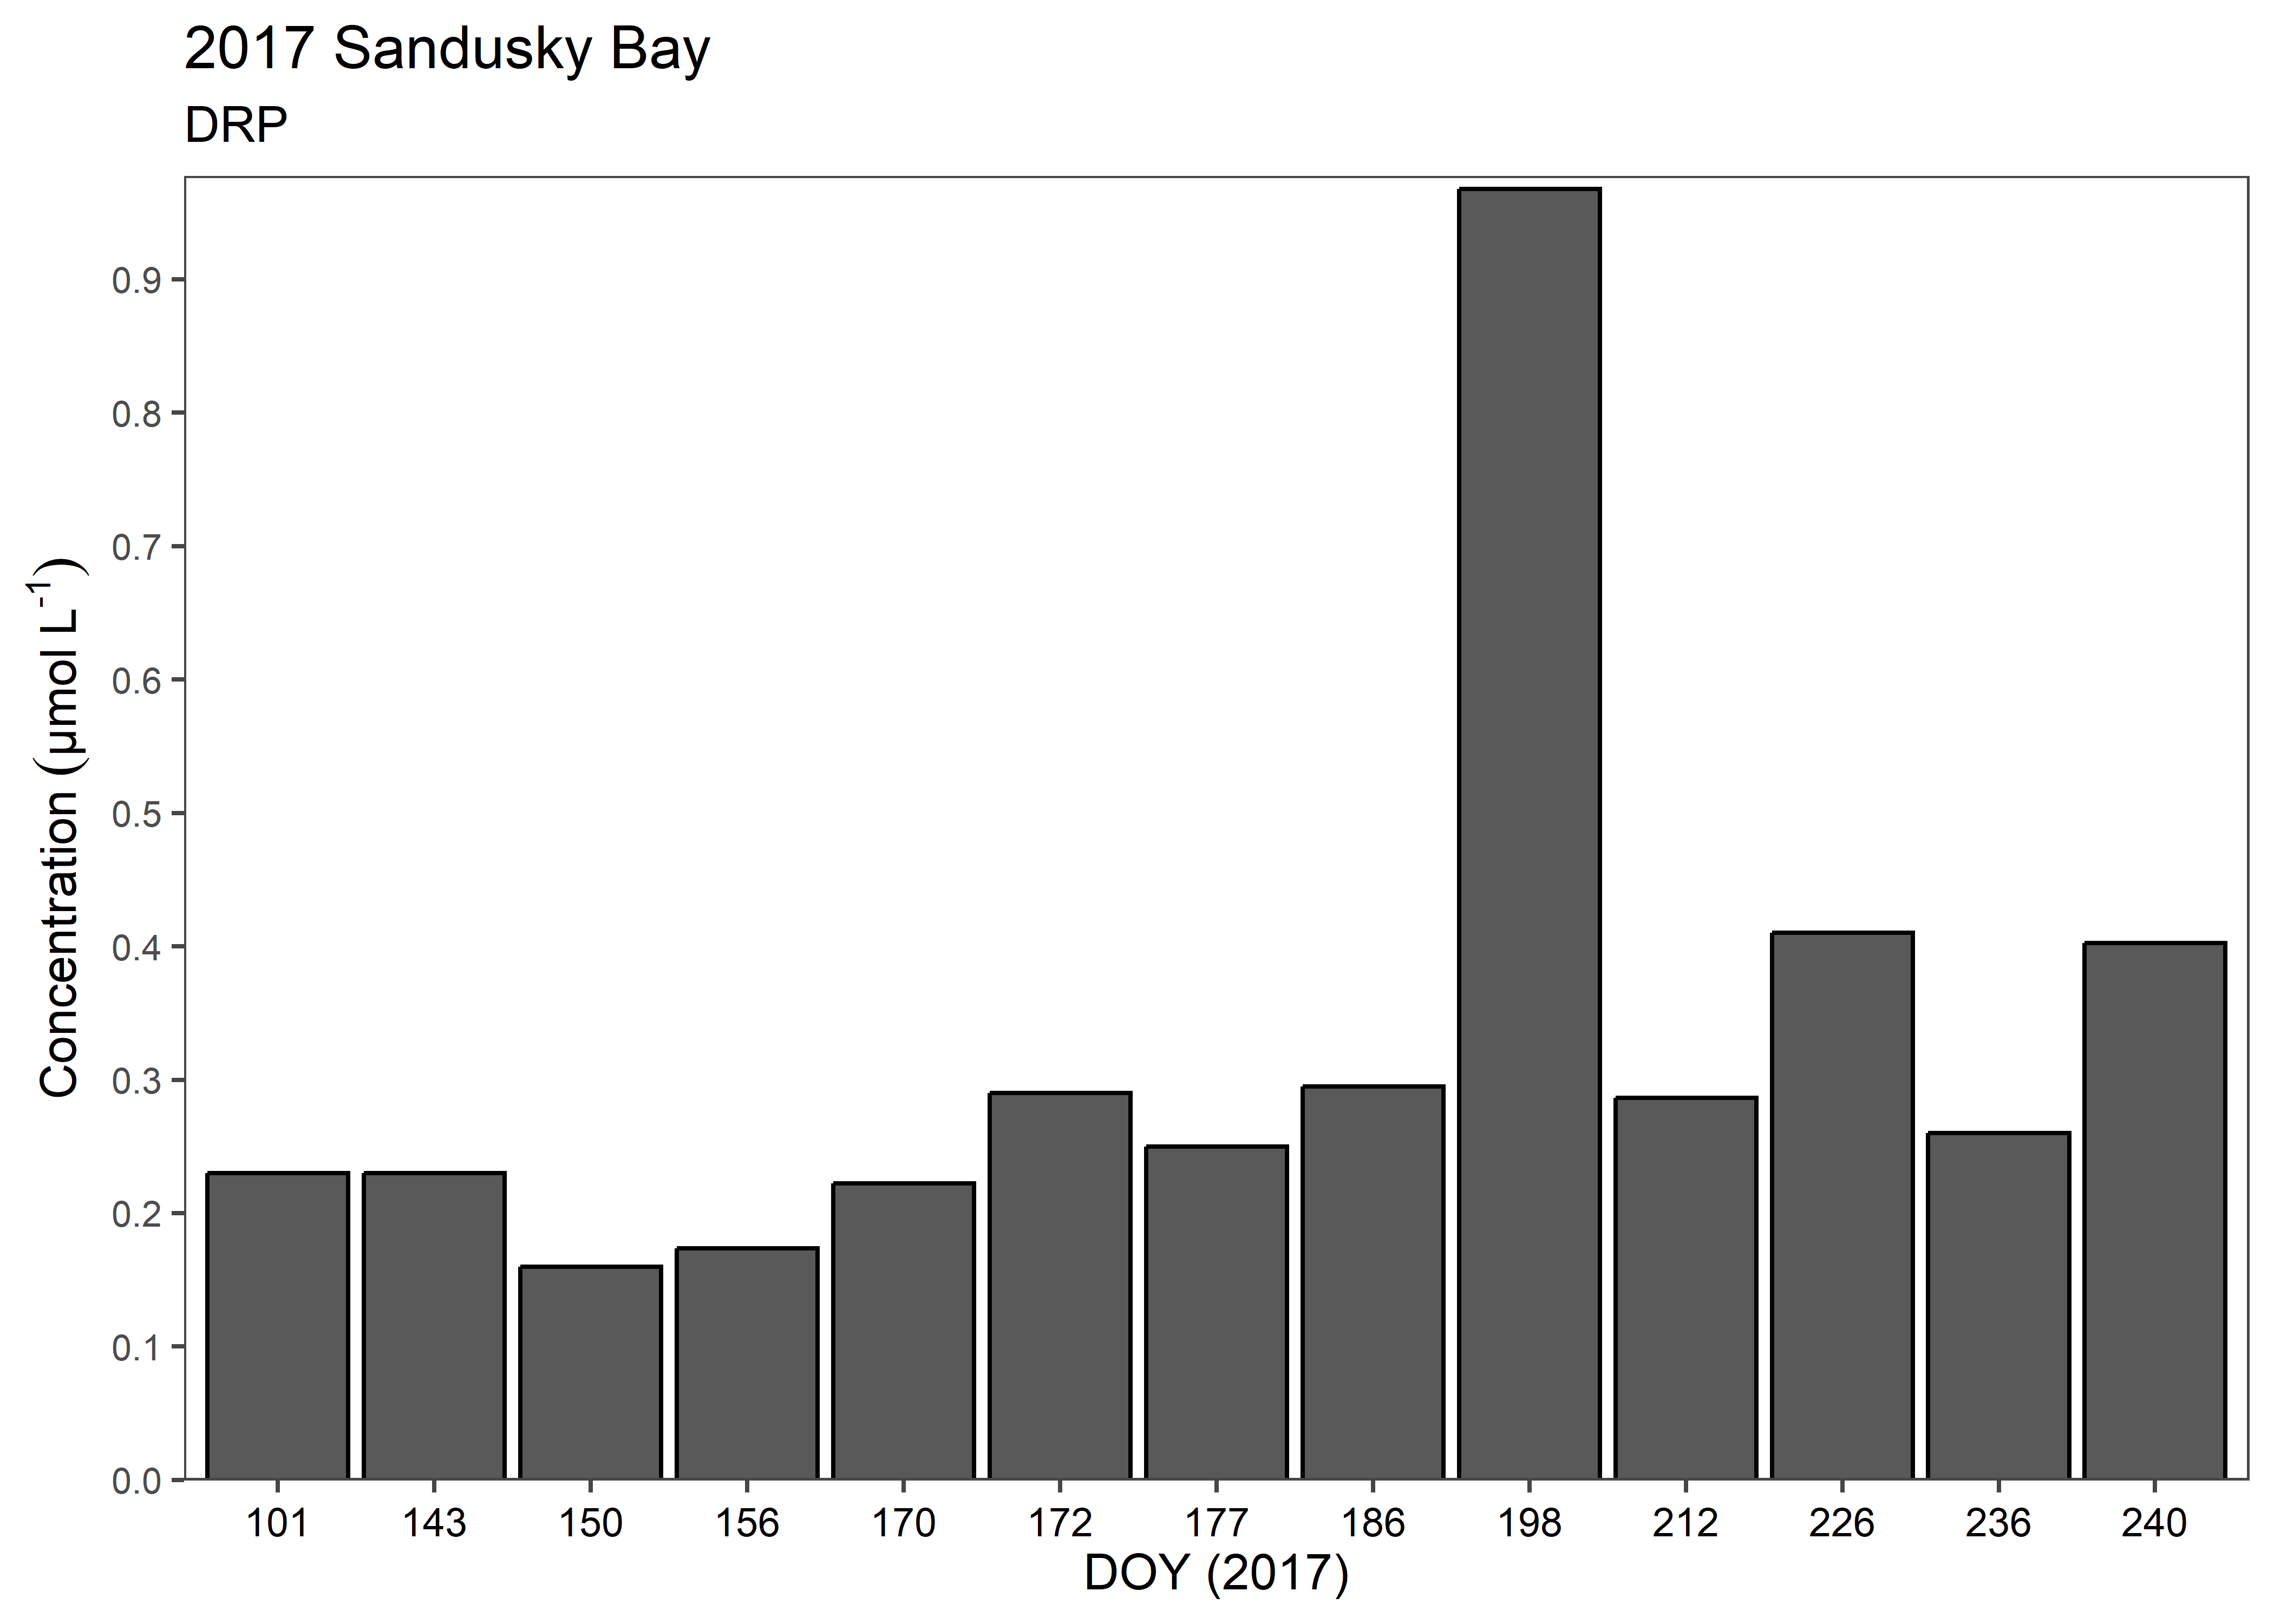 2017 Sandusky Bay
DRP
Concentration (µmol L⁻¹)
0.9
0.8
0.7
0.6
0.5
0.4
0.3
0.2
0.1
0.0
101 143 150 156 170 172 177 186 198 212 226 236 240
DOY (2017)